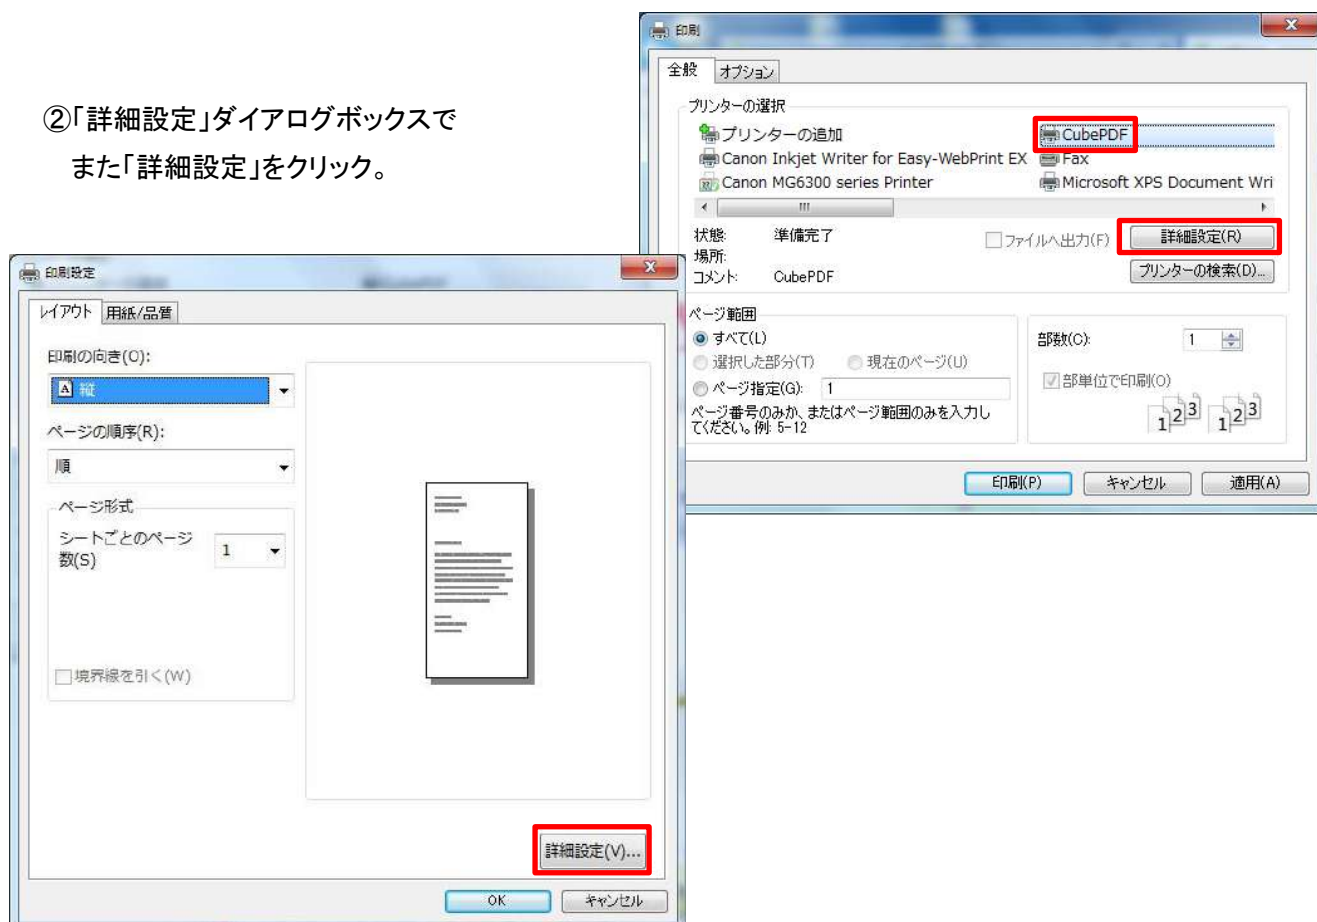 ②「詳細設定」ダイアログボックスで
また「詳細設定」をクリック。
印刷
全般 オプション
プリンターの選択
プリンターの追加 CubePDF
Canon Inkjet Writer for Easy-WebPrint EX Fax
Canon MG6300 series Printer Microsoft XPS Document Wri
状態: 準備完了 ファイルへ出力(F) 詳細設定(R)
場所:
コメント: CubePDF プリンターの検索(D)...
ページ範囲
すべて(L)
選択した部分(T) 現在のページ(U)
ページ指定(G): 1
ページ番号のみか、またはページ範囲のみを入力し
てください。例: 5-12
部数(C): 1
部単位で印刷(O)
1 2 3 1 2 3
印刷(P) キャンセル 適用(A)
印刷設定
レイアウト 用紙/品質
印刷の向き(O):
A 縦
ページの順序(R):
順
ページ形式
シートごとのページ
数(S) 1
境界線を引く(W)
詳細設定(V)...
OK キャンセル